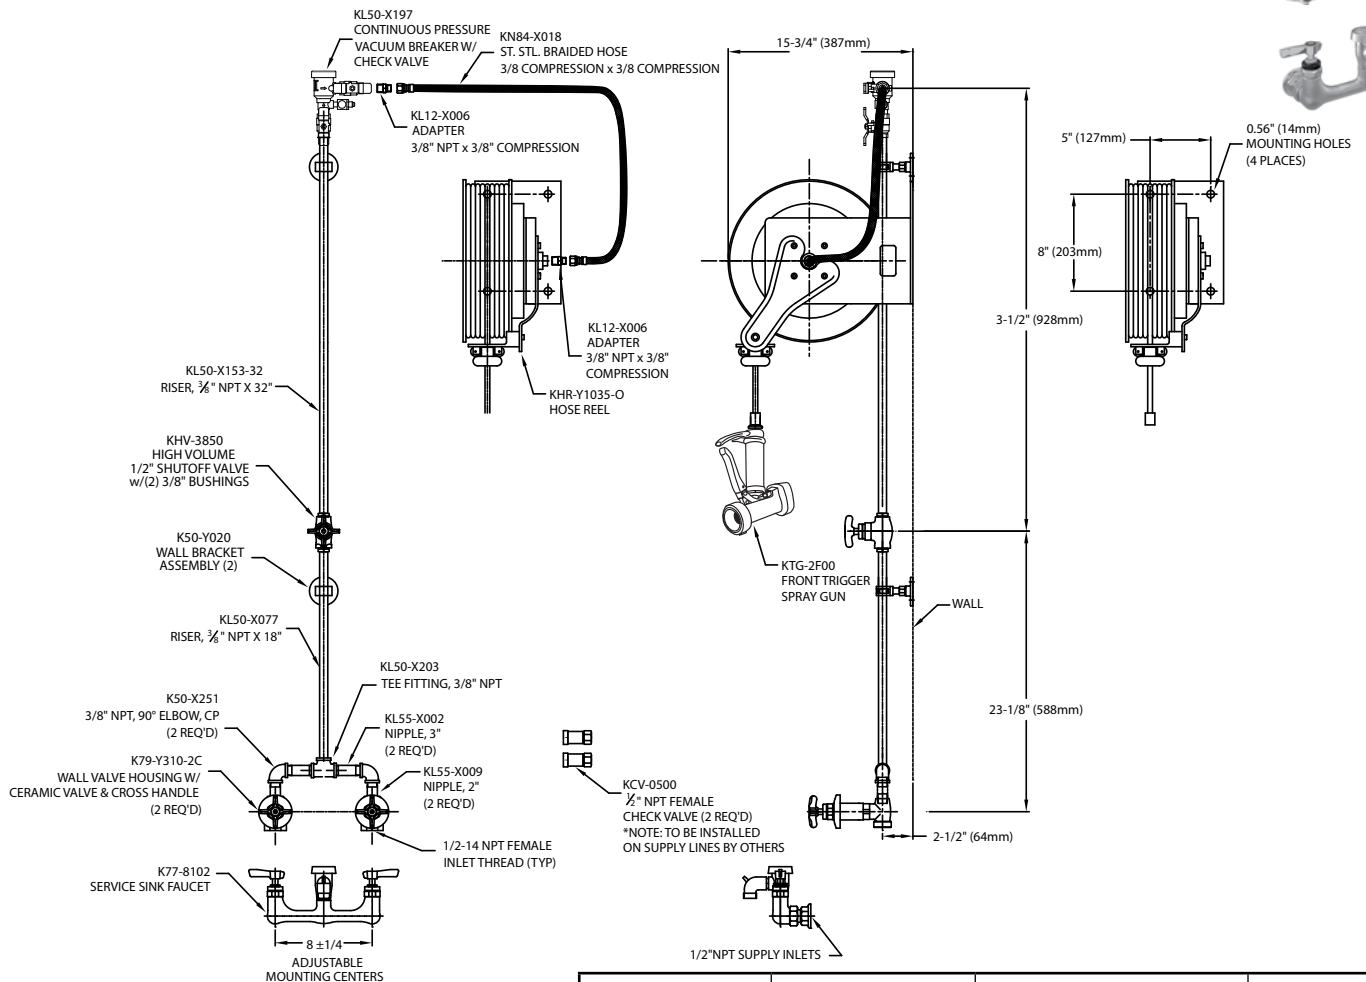 KL50-X197
CONTINUOUS PRESSURE
VACUUM BREAKER W/
CHECK VALVE
KN84-X018
ST. STL. BRAIDED HOSE
3/8 COMPRESSION x 3/8 COMPRESSION
KL12-X006
ADAPTER
3/8" NPT x 3/8" COMPRESSION
15-3/4" (387mm)
5" (127mm)
0.56" (14mm)
MOUNTING HOLES
(4 PLACES)
8" (203mm)
3-1/2" (928mm)
KL12-X006
ADAPTER
3/8" NPT x 3/8"
COMPRESSION
KHR-Y1035-O
HOSE REEL
KL50-X153-32
RISER, 3/8" NPT X 32"
KHV-3850
HIGH VOLUME
1/2" SHUTOFF VALVE
w/(2) 3/8" BUSHINGS
K50-Y020
WALL BRACKET
ASSEMBLY (2)
KTG-2F00
FRONT TRIGGER
SPRAY GUN
WALL
KL50-X077
RISER, 3/8" NPT X 18"
KL50-X203
TEE FITTING, 3/8" NPT
K50-X251
3/8" NPT, 90° ELBOW, CP
(2 REQ'D)
KL55-X002
NIPPLE, 3"
(2 REQ'D)
23-1/8" (588mm)
K79-Y310-2C
WALL VALVE HOUSING W/
CERAMIC VALVE & CROSS HANDLE
(2 REQ'D)
KL55-X009
NIPPLE, 2"
(2 REQ'D)
KCV-0500
1/2" NPT FEMALE
CHECK VALVE (2 REQ'D)
*NOTE: TO BE INSTALLED
ON SUPPLY LINES BY OTHERS
2-1/2" (64mm)
1/2-14 NPT FEMALE
INLET THREAD (TYP)
K77-8102
SERVICE SINK FAUCET
8 ±1/4
ADJUSTABLE
MOUNTING CENTERS
1/2"NPT SUPPLY INLETS